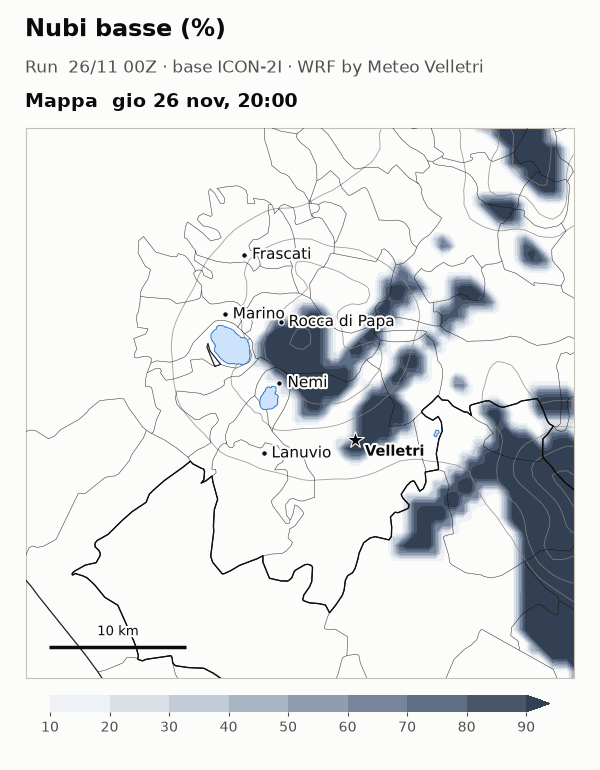 Nubi basse (%)
Run  26/11 00Z · base ICON-2I · WRF by Meteo Velletri
Mappa  gio 26 nov, 20:00
Frascati
Marino
Rocca di Papa
Nemi
Velletri
Lanuvio
10 km
10 20 30 40 50 60 70 80 90